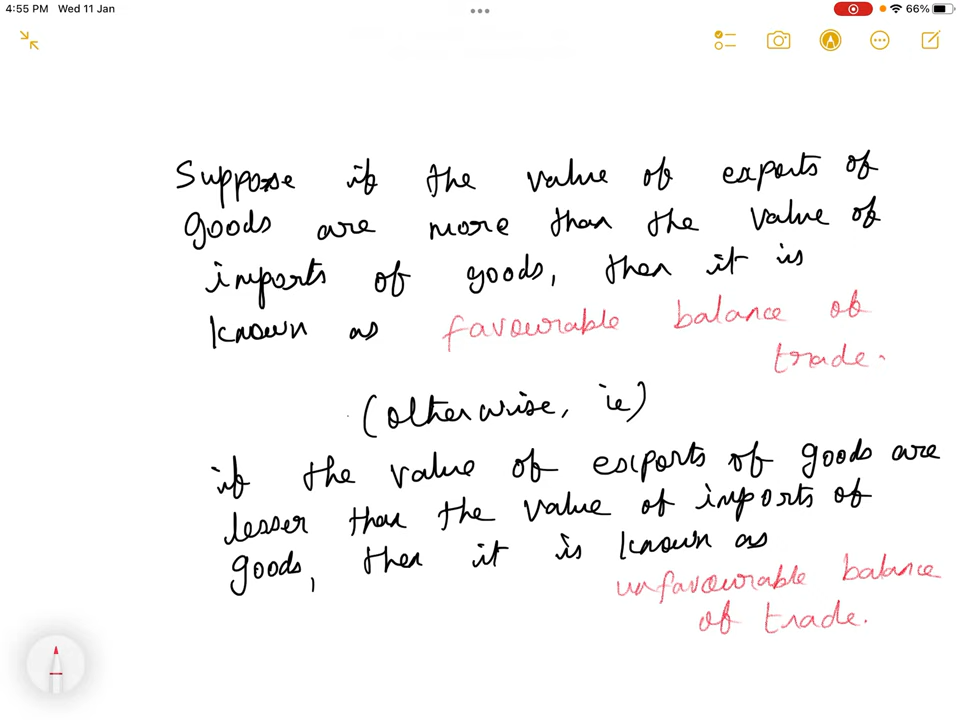 4:55 PM Wed 11 Jan
66%
Suppose if the value of exports of
goods are more than the value of
imports of goods, then it is
known as favourable balance of
trade.
(otherwise, ie)
if the value of exports of goods are
lesser than the value of imports of
goods, then it is known as
unfavourable balance
of trade.